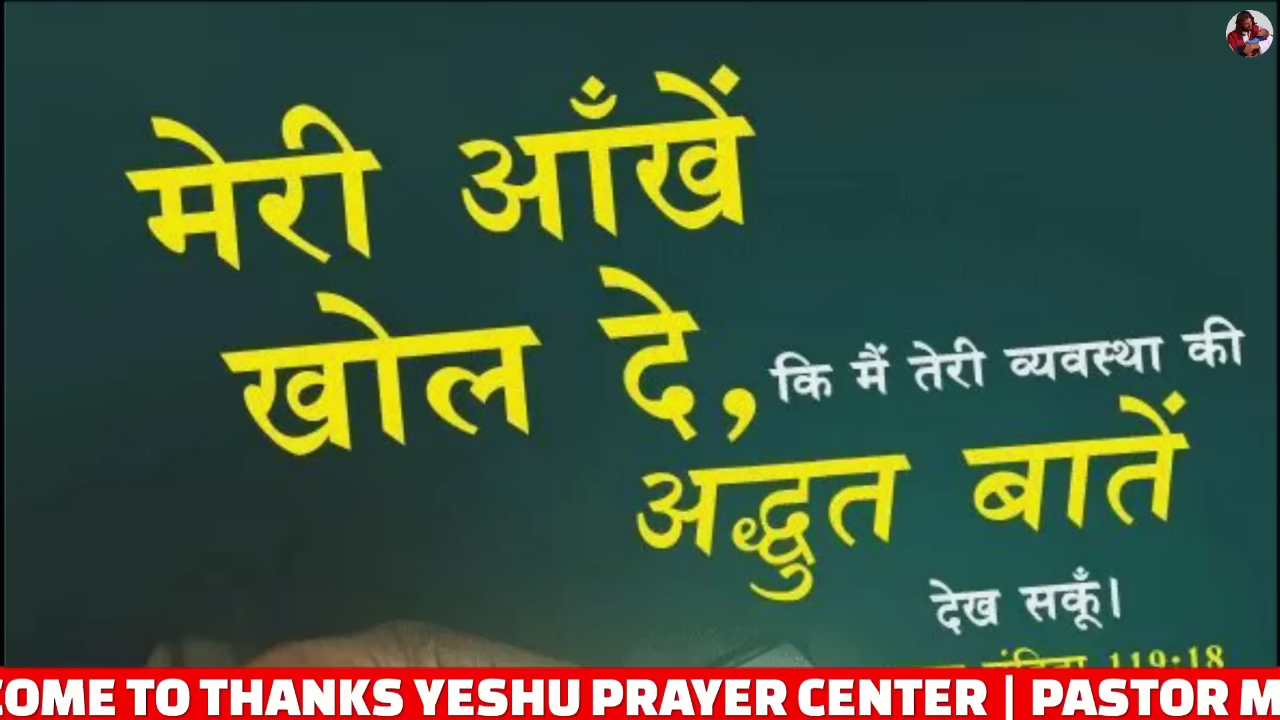 मेरी आँखें
खोल दे, कि मैं तेरी व्यवस्था की
अद्भुत बातें
देख सकूँ।
119:18
COME TO THANKS YESHU PRAYER CENTER | PASTOR M